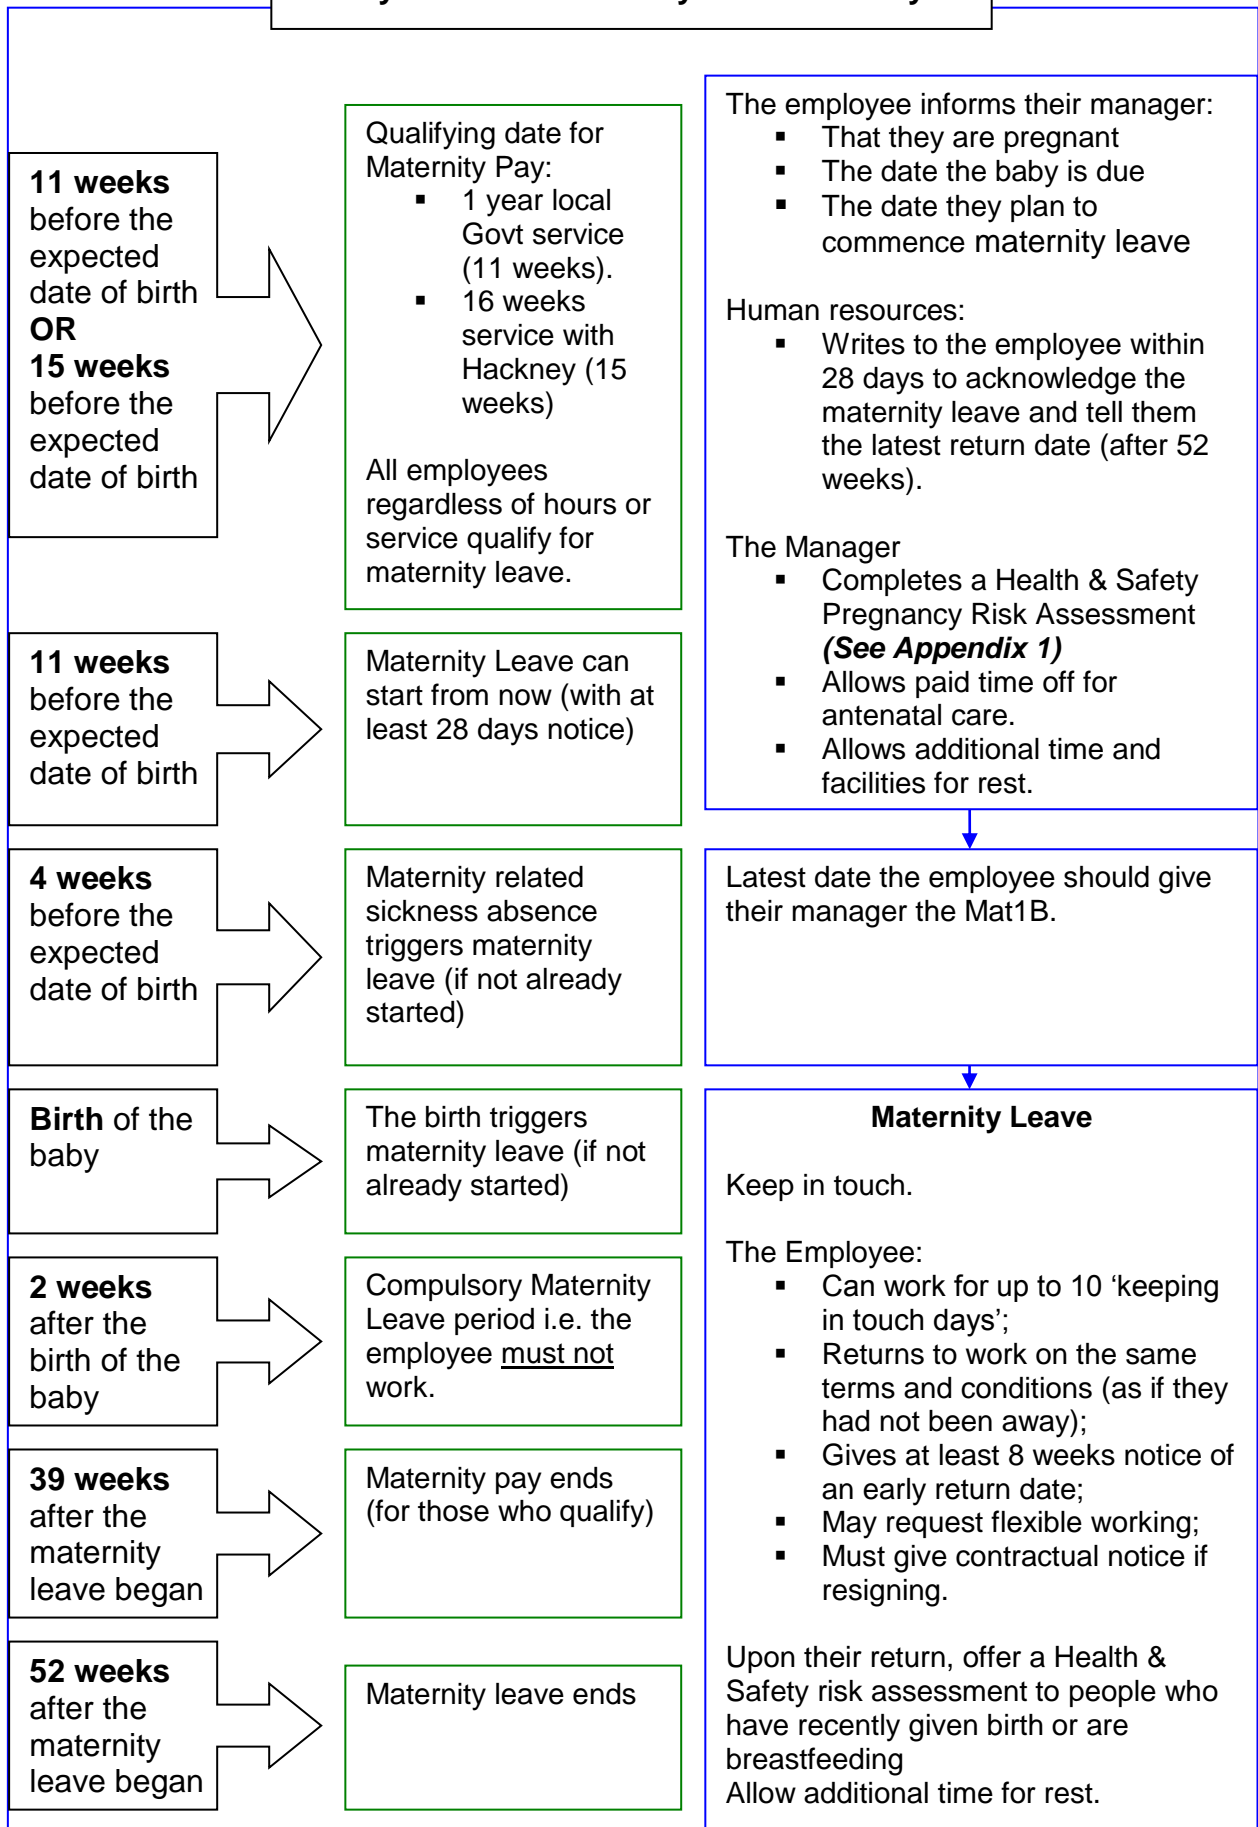 11 weeks
before the
expected
date of birth
OR
15 weeks
before the
expected
date of birth
Qualifying date for
Maternity Pay:
▪ 1 year local
Govt service
(11 weeks).
▪ 16 weeks
service with
Hackney (15
weeks)
All employees
regardless of hours or
service qualify for
maternity leave.
The employee informs their manager:
▪ That they are pregnant
▪ The date the baby is due
▪ The date they plan to
commence maternity leave
Human resources:
▪ Writes to the employee within
28 days to acknowledge the
maternity leave and tell them
the latest return date (after 52
weeks).
The Manager
▪ Completes a Health & Safety
Pregnancy Risk Assessment
(See Appendix 1)
▪ Allows paid time off for
antenatal care.
▪ Allows additional time and
facilities for rest.
11 weeks
before the
expected
date of birth
Maternity Leave can
start from now (with at
least 28 days notice)
4 weeks
before the
expected
date of birth
Maternity related
sickness absence
triggers maternity
leave (if not already
started)
Latest date the employee should give
their manager the Mat1B.
Birth of the
baby
The birth triggers
maternity leave (if not
already started)
2 weeks
after the
birth of the
baby
Compulsory Maternity
Leave period i.e. the
employee must not
work.
39 weeks
after the
maternity
leave began
Maternity pay ends
(for those who qualify)
52 weeks
after the
maternity
leave began
Maternity leave ends
Maternity Leave
Keep in touch.
The Employee:
▪ Can work for up to 10 ‘keeping
in touch days’;
▪ Returns to work on the same
terms and conditions (as if they
had not been away);
▪ Gives at least 8 weeks notice of
an early return date;
▪ May request flexible working;
▪ Must give contractual notice if
resigning.
Upon their return, offer a Health &
Safety risk assessment to people who
have recently given birth or are
breastfeeding
Allow additional time for rest.